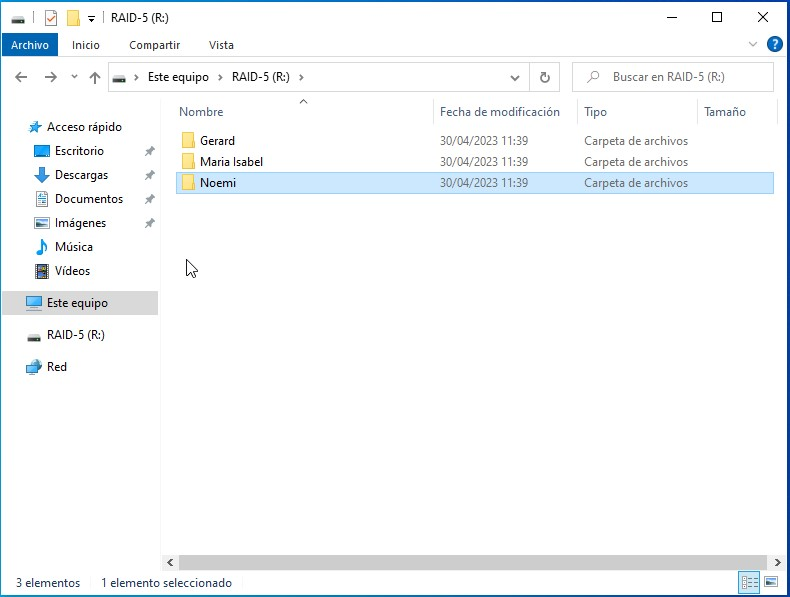 RAID-5 (R:)
Archivo Inicio Compartir Vista
Este equipo RAID-5 (R:) Buscar en RAID-5 (R:)
Nombre Fecha de modificación Tipo Tamaño
Gerard 30/04/2023 11:39 Carpeta de archivos
Maria Isabel 30/04/2023 11:39 Carpeta de archivos
Noemi 30/04/2023 11:39 Carpeta de archivos
Acceso rápido
Escritorio
Descargas
Documentos
Imágenes
Música
Vídeos
Este equipo
RAID-5 (R:)
Red
3 elementos 1 elemento seleccionado